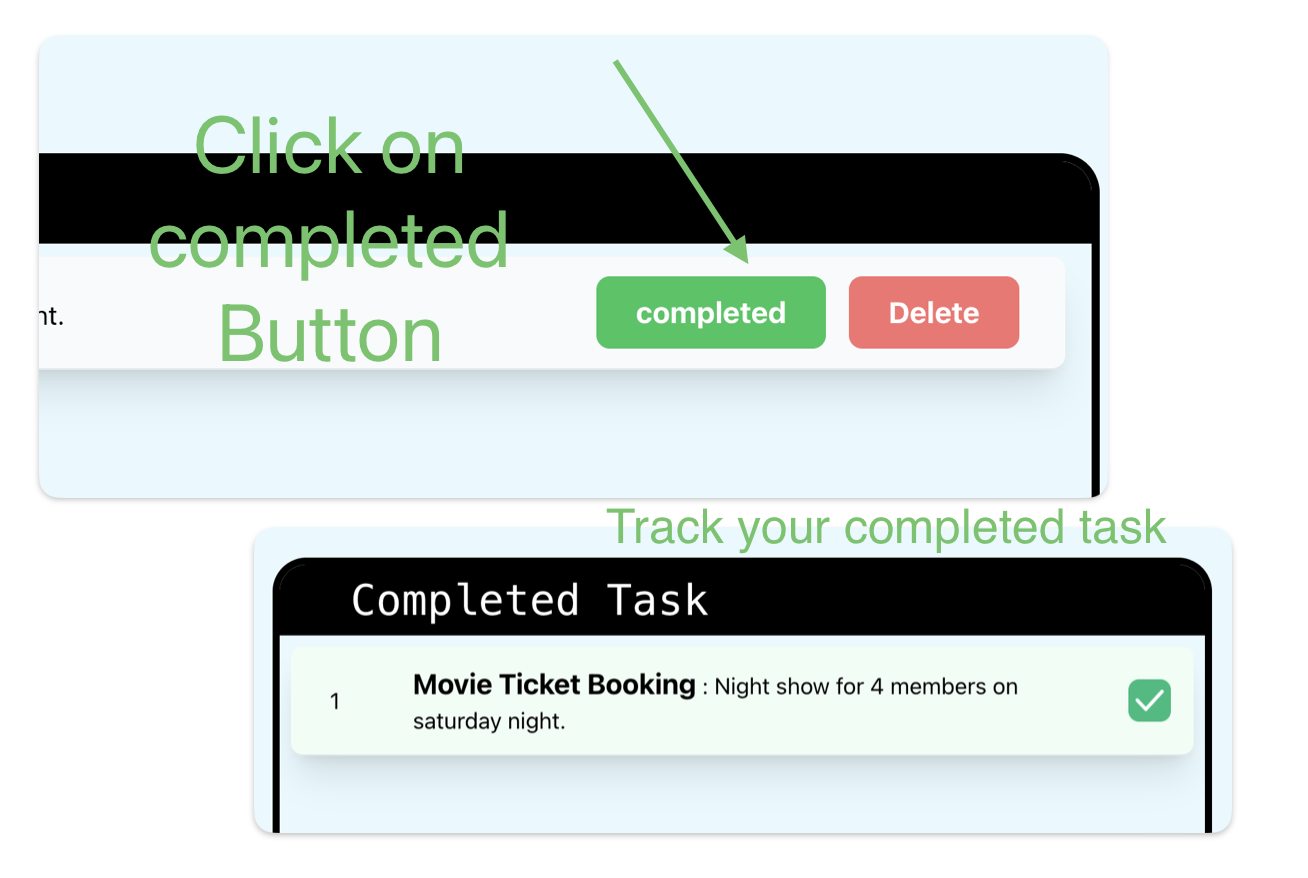 Click on
completed
Button
nt.
completed
Delete
Track your completed task
Completed Task
1
Movie Ticket Booking : Night show for 4 members on
saturday night.